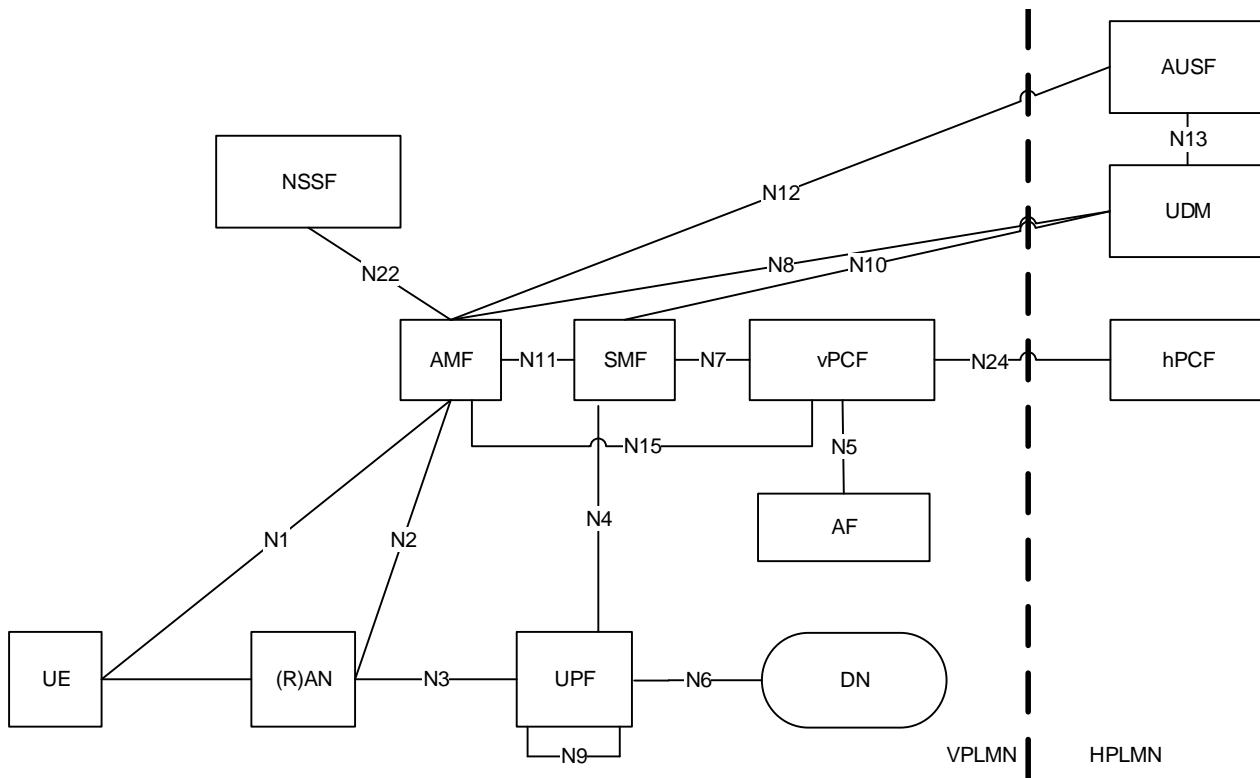 AUSF
N13
NSSF
N12
UDM
N22
N8
N10
AMF
N11
SMF
N7
vPCF
N24
hPCF
N15
N5
N4
AF
N1
N2
UE
(R)AN
N3
UPF
N6
DN
N9
VPLMN
HPLMN